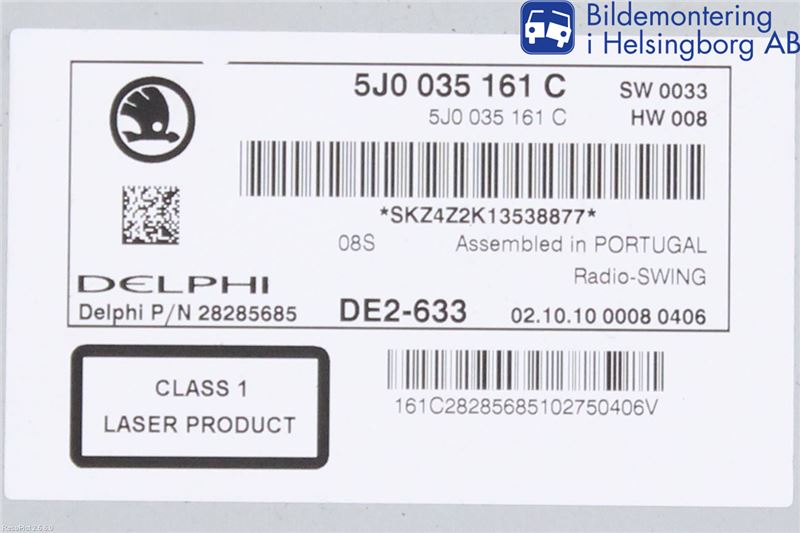 Bildemontering
i Helsingborg AB
5J0 035 161 C
SW 0033
5J0 035 161 C
HW 008
*SKZ4Z2K13538877*
08S
Assembled in PORTUGAL
Radio-SWING
DELPHI
Delphi P/N 28285685
DE2-633
02.10.10 0008 0406
CLASS 1
LASER PRODUCT
161C28285685102750406V